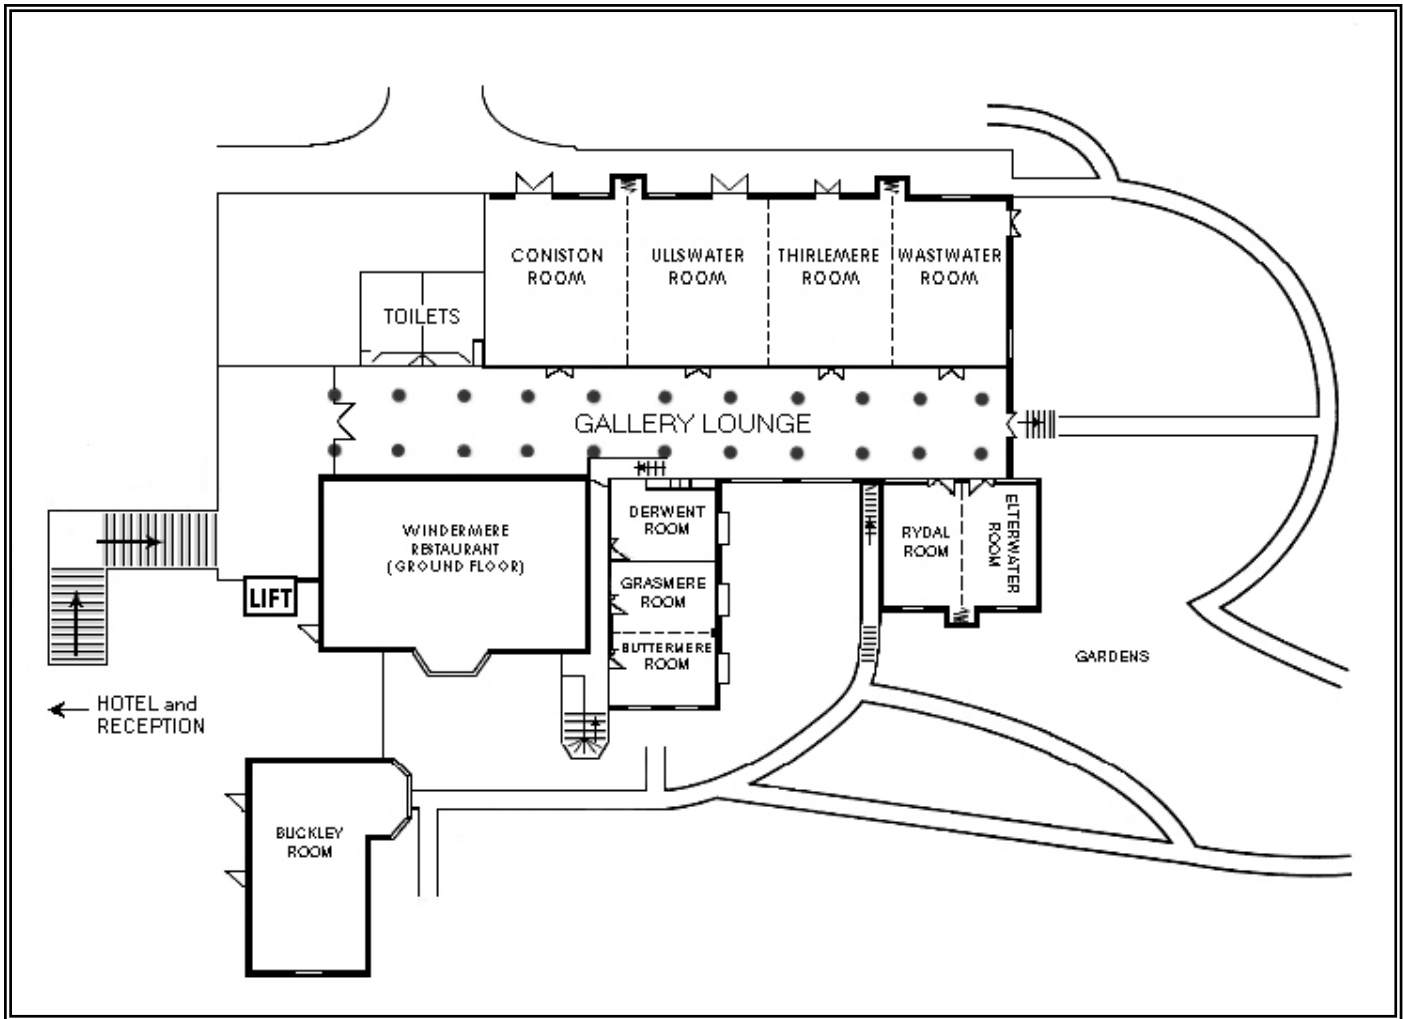 CONISTON
ROOM
ULLSWATER
ROOM
THIRLEMERE
ROOM
WASTWATER
ROOM
TOILETS
GALLERY LOUNGE
WINDERMERE
RESTAURANT
(GROUND FLOOR)
DERWENT
ROOM
GRASMERE
ROOM
BUTTERMERE
ROOM
RYDAL
ROOM
ELTERWATER
ROOM
LIFT
GARDENS
HOTEL and
RECEPTION
BUCKLEY
ROOM